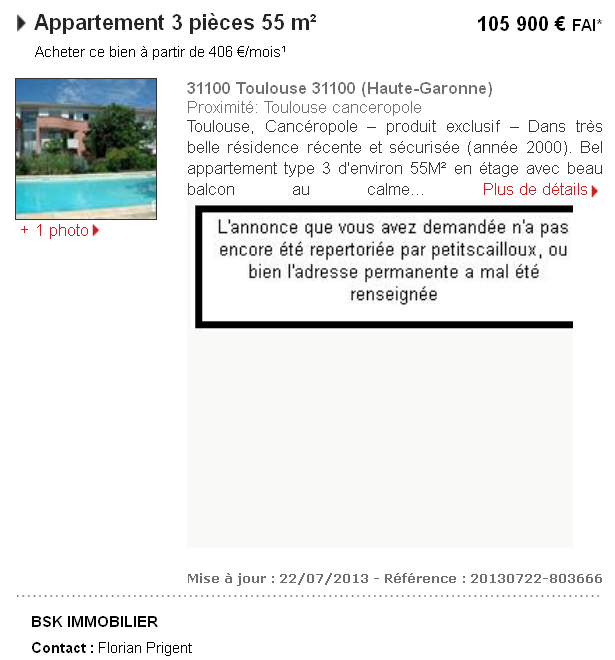 Appartement 3 pièces 55 m²
105 900 € FAI*
Acheter ce bien à partir de 406 €/mois¹
31100 Toulouse 31100 (Haute-Garonne)
Proximité: Toulouse canceropole
Toulouse, Cancéropole – produit exclusif – Dans très
belle résidence récente et sécurisée (année 2000). Bel
appartement type 3 d'environ 55M² en étage avec beau
balcon au calme... Plus de détails
+ 1 photo
L'annonce que vous avez demandée n'a pas
encore été repertoriée par petitscailloux, ou
bien l'adresse permanente a mal été
renseignée
Mise à jour : 22/07/2013 - Référence : 20130722-803666
BSK IMMOBILIER
Contact : Florian Prigent